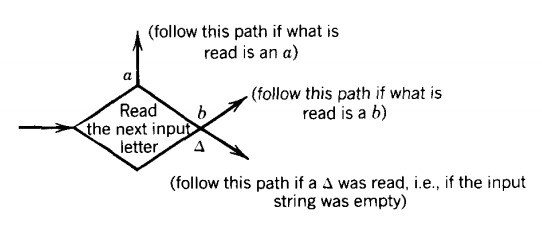 (follow this path if what is
read is an a)
a
(follow this path if what is
read is a b)
Read
the next input
letter
b
Δ
(follow this path if a Δ was read, i.e., if the input
string was empty)